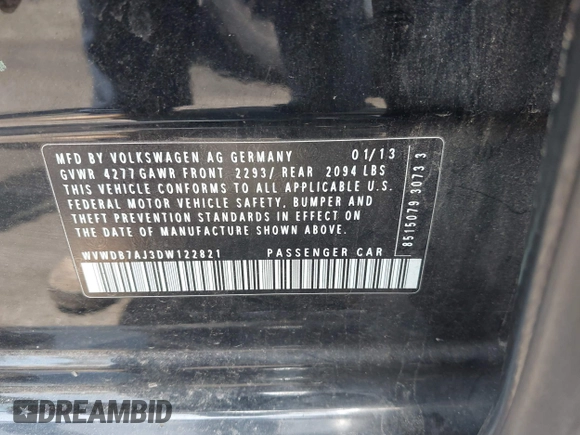 MFD BY VOLKSWAGEN AG GERMANY 01/13
GVWR 4277 GAWR FRONT 2293/ REAR 2094 LBS
THIS VEHICLE CONFORMS TO ALL APPLICABLE U.S.
FEDERAL MOTOR VEHICLE SAFETY, BUMPER AND
THEFT PREVENTION STANDARDS IN EFFECT ON
THE DATE OF MANUFACTURE SHOWN ABOVE.
WVWDB7AJ3DW122821 PASSENGER CAR
8515079 3073 3
DREAMBID